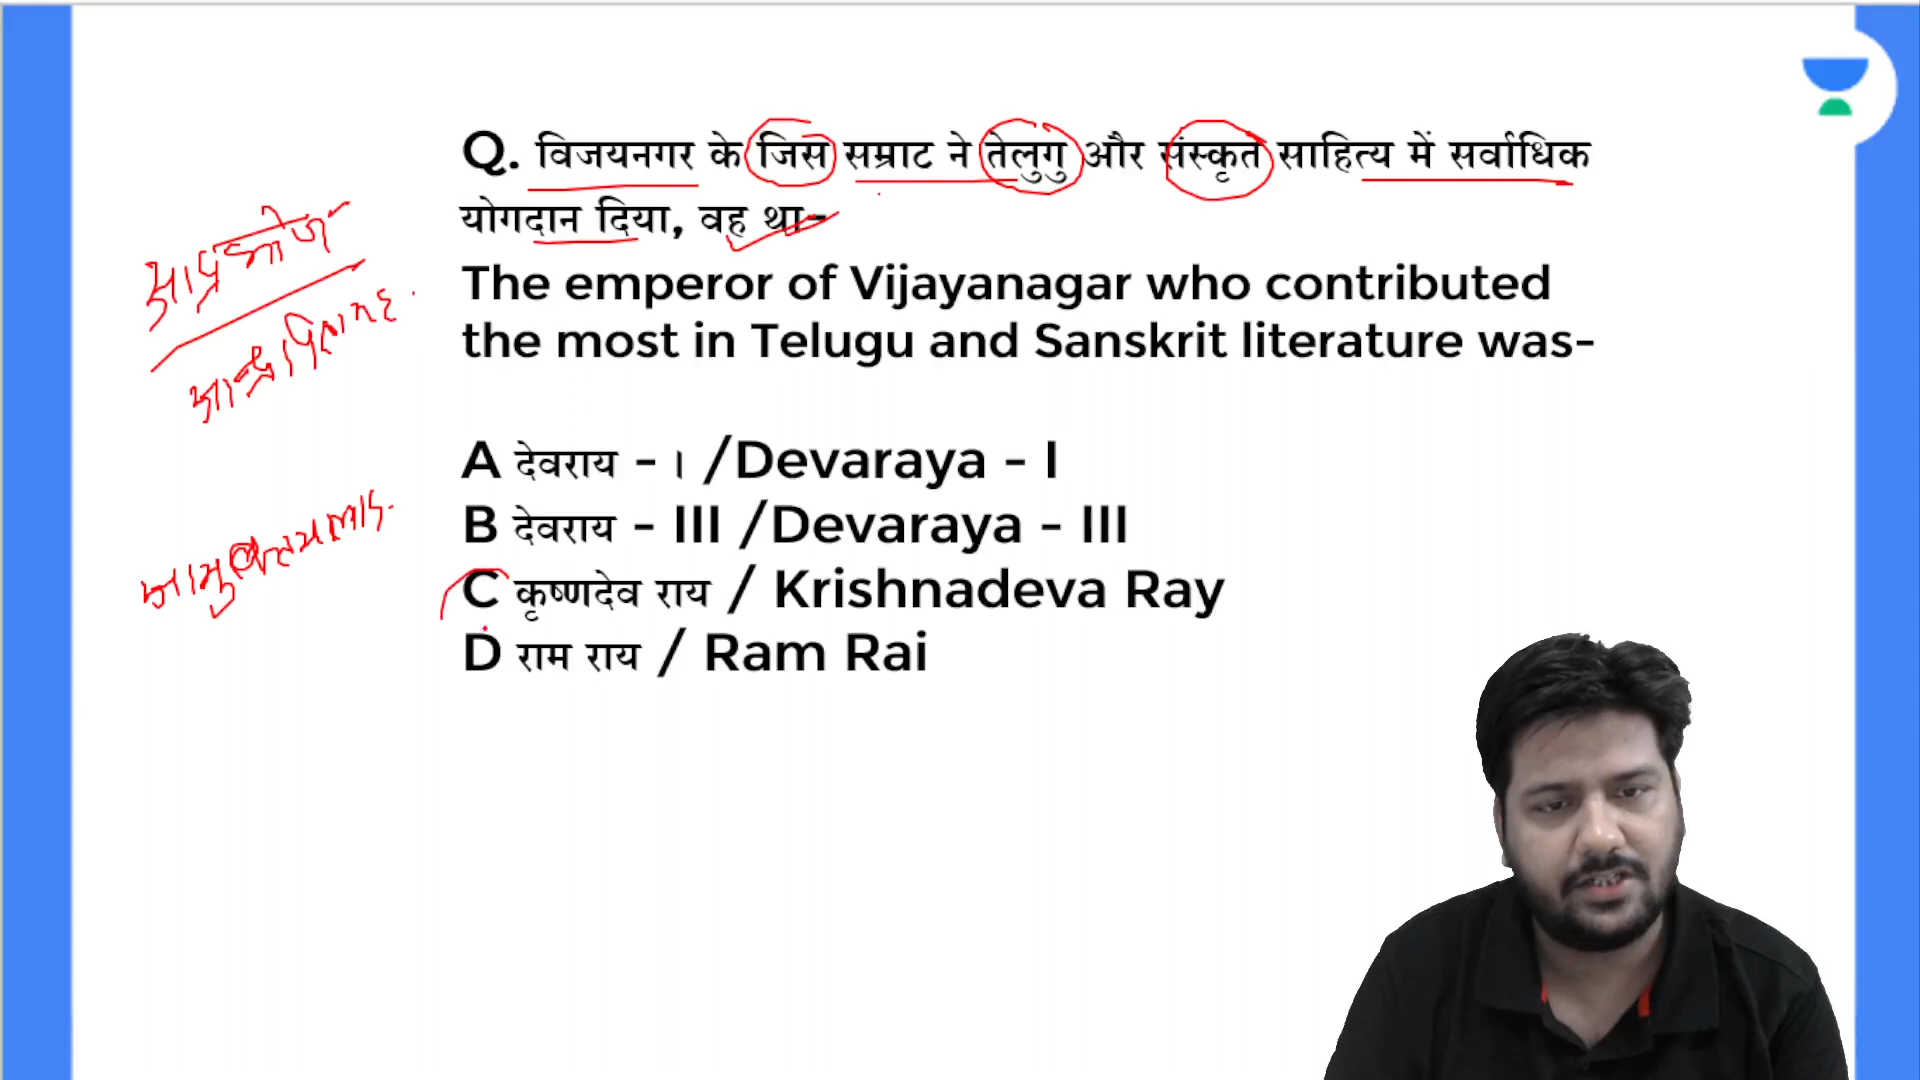 Q. विजयनगर के जिस सम्राट ने तेलुगु और संस्कृत साहित्य में सर्वाधिक
योगदान दिया, वह था-
The emperor of Vijayanagar who contributed
the most in Telugu and Sanskrit literature was-
A देवराय - । /Devaraya - I
B देवराय - III /Devaraya - III
C कृष्णदेव राय / Krishnadeva Ray
D राम राय / Ram Rai